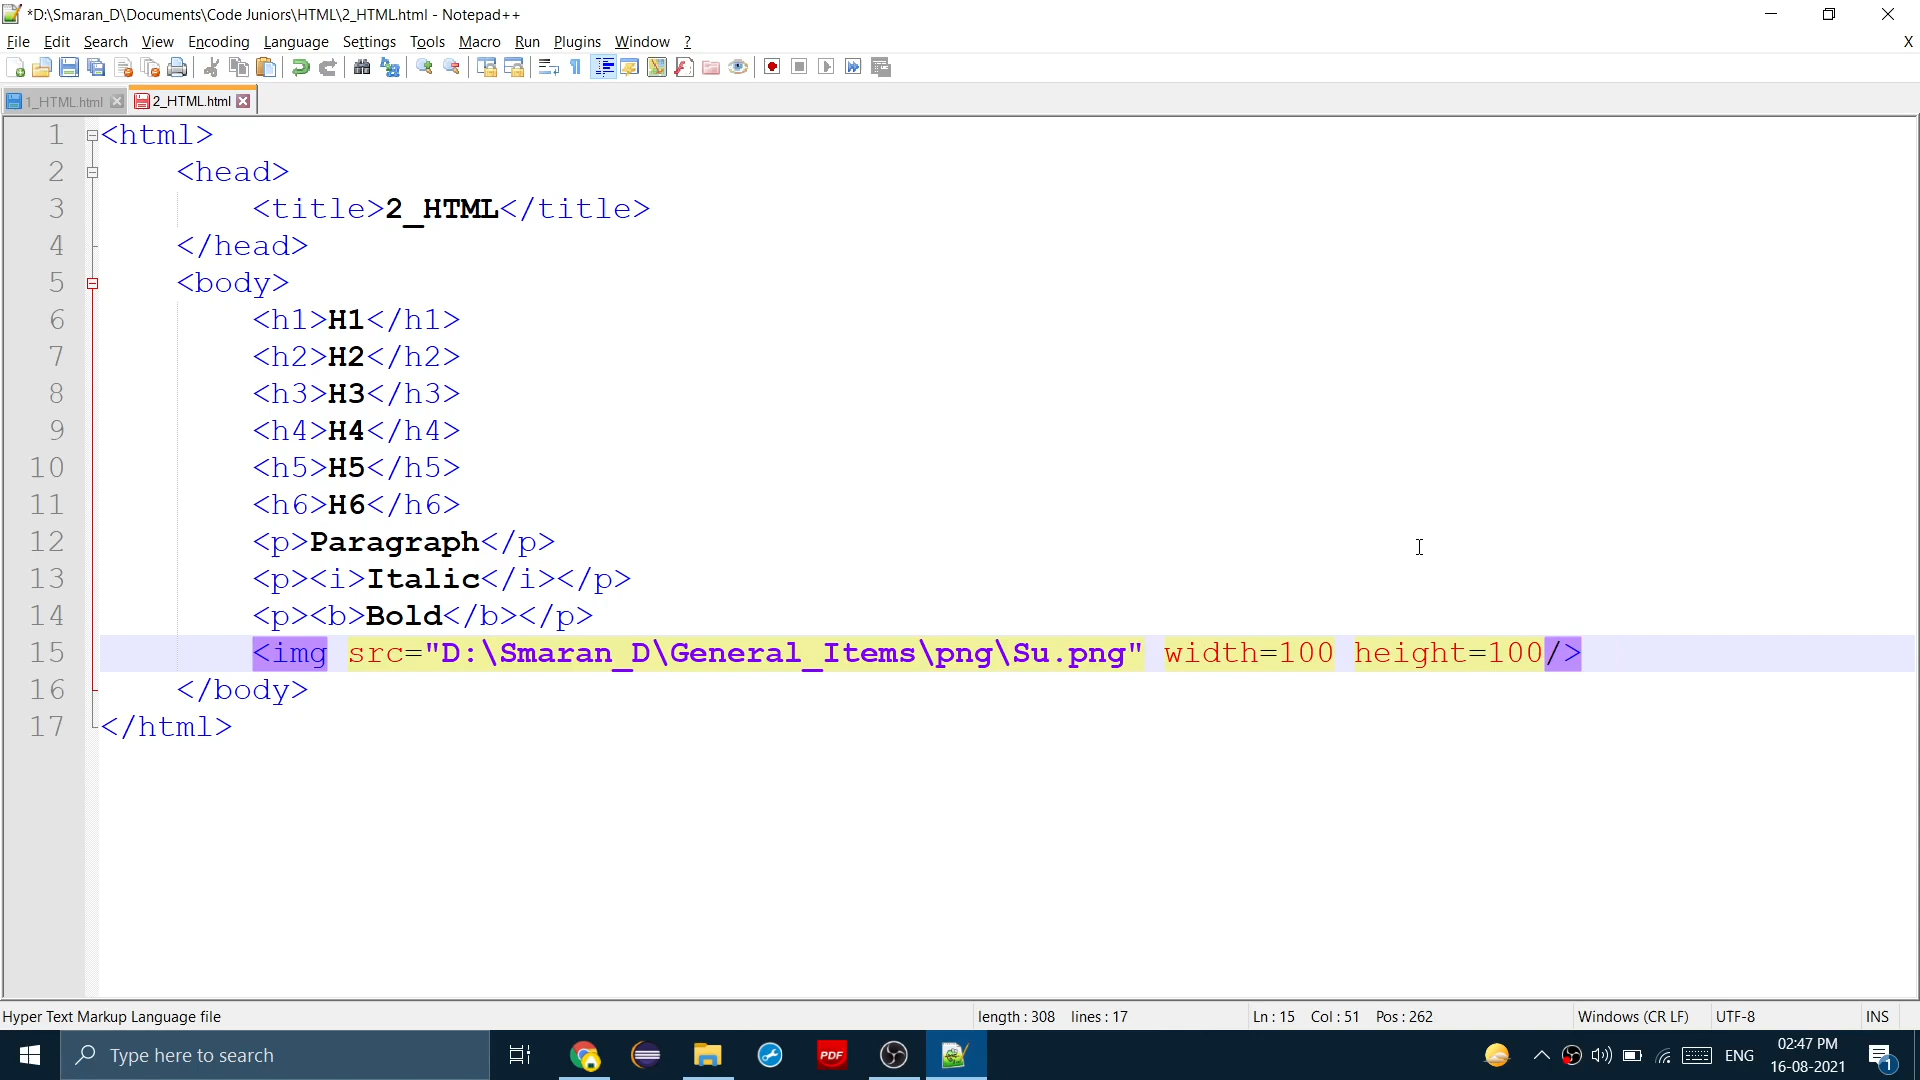 *D:\Smaran_D\Documents\Code Juniors\HTML\2_HTML.html - Notepad++
File Edit Search View Encoding Language Settings Tools Macro Run Plugins Window ? X
1_HTML.html 2_HTML.html
1 <html>
2 <head>
3 <title>2_HTML</title>
4 </head>
5 <body>
6 <h1>H1</h1>
7 <h2>H2</h2>
8 <h3>H3</h3>
9 <h4>H4</h4>
10 <h5>H5</h5>
11 <h6>H6</h6>
12 <p>Paragraph</p>
13 <p><i>Italic</i></p>
14 <p><b>Bold</b></p>
15 <img src="D:\Smaran_D\General_Items\png\Su.png" width=100 height=100/>
16 </body>
17 </html>
Hyper Text Markup Language file length : 308 lines : 17 Ln : 15 Col : 51 Pos : 262 Windows (CR LF) UTF-8 INS
Type here to search PDF ENG 02:47 PM
16-08-2021 1